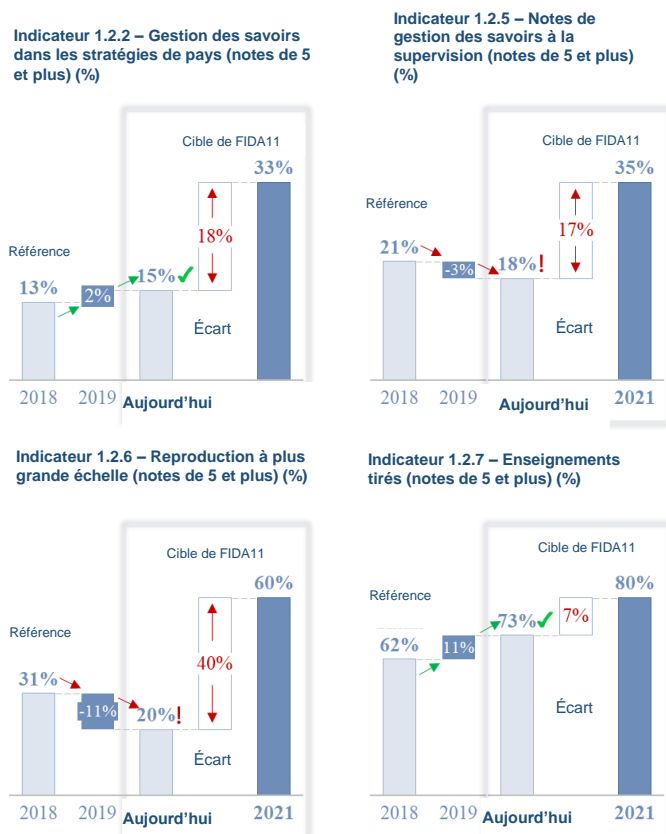 Indicateur 1.2.2 – Gestion des savoirs
dans les stratégies de pays (notes de 5
et plus) (%)
Cible de FIDA11
33%
18%
Référence
13%
2%
15%
Écart
2018 2019 Aujourd'hui
Indicateur 1.2.5 – Notes de
gestion des savoirs à la
supervision (notes de 5 et plus)
(%)
Cible de FIDA11
35%
17%
Référence
21%
-3%
18%!
Écart
2018 2019 Aujourd'hui 2021
Indicateur 1.2.6 – Reproduction à plus
grande échelle (notes de 5 et plus) (%)
Cible de FIDA11
60%
40%
Référence
31%
-11%
20%!
Écart
2018 2019 Aujourd'hui 2021
Indicateur 1.2.7 – Enseignements
tirés (notes de 5 et plus) (%)
Cible de FIDA11
80%
7%
Référence
62%
11%
73%
Écart
2018 2019 Aujourd'hui 2021